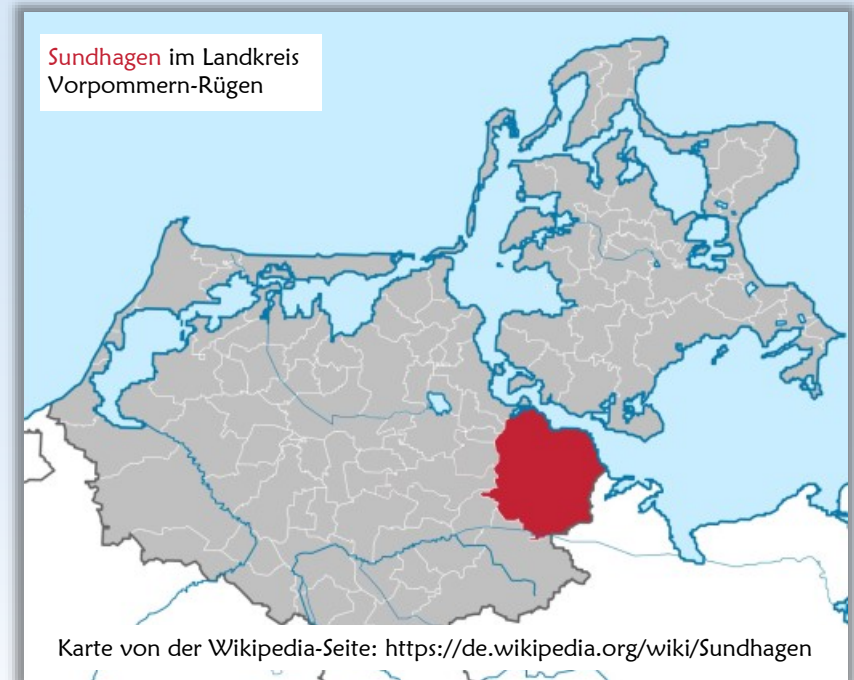 Sundhagen im Landkreis
Vorpommern-Rügen
Karte von der Wikipedia-Seite: https://de.wikipedia.org/wiki/Sundhagen